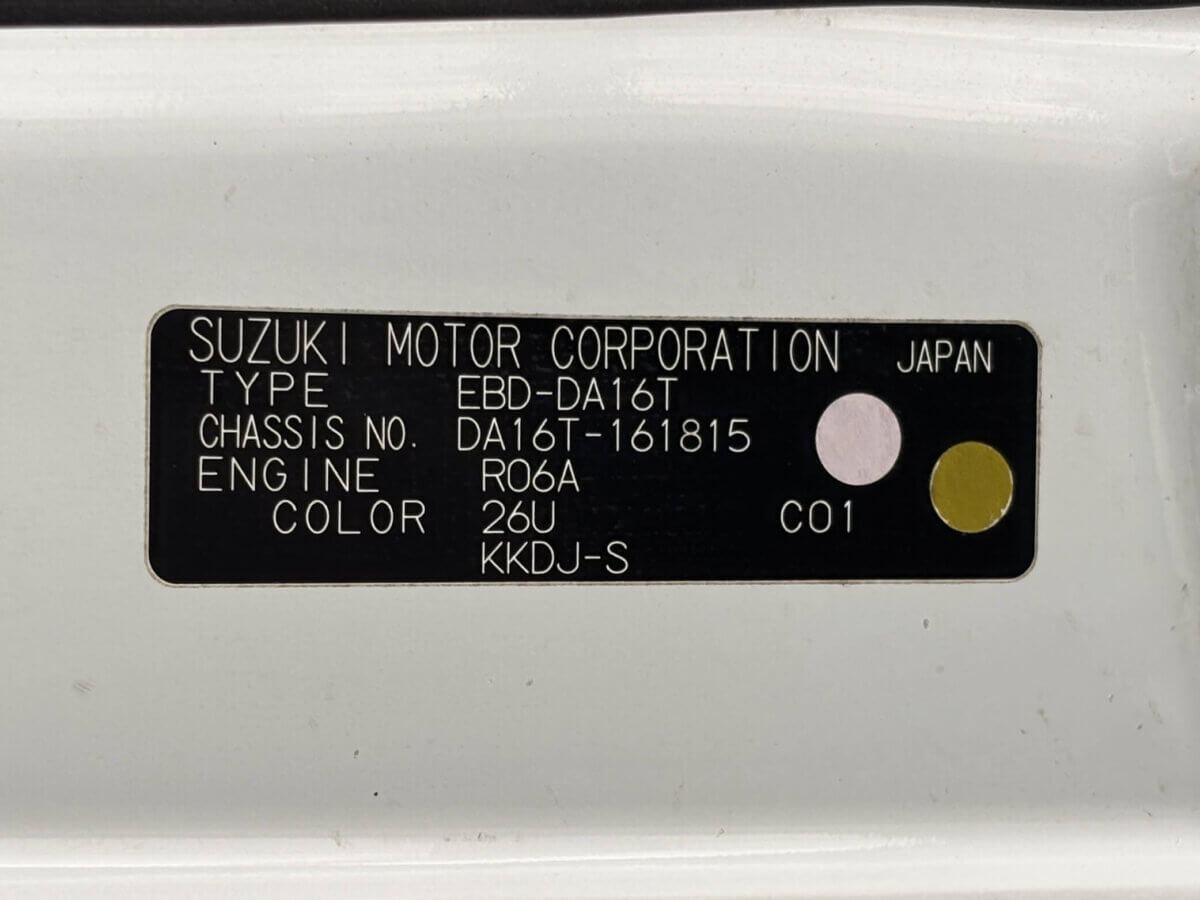 SUZUKI MOTOR CORPORATION JAPAN
TYPE EBD-DA16T
CHASSIS NO. DA16T-161815
ENGINE R06A
COLOR 26U C01
KKDJ-S